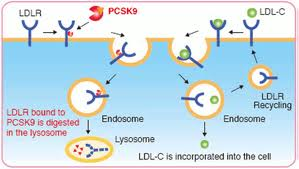 LDLR
PCSK9
LDLR
LDL-C
LDLR bound to
PCSK9 is digested
in the lysosome
Endosome
Endosome
LDLR
Recycling
Lysosome
LDL-C is incorporated into the cell